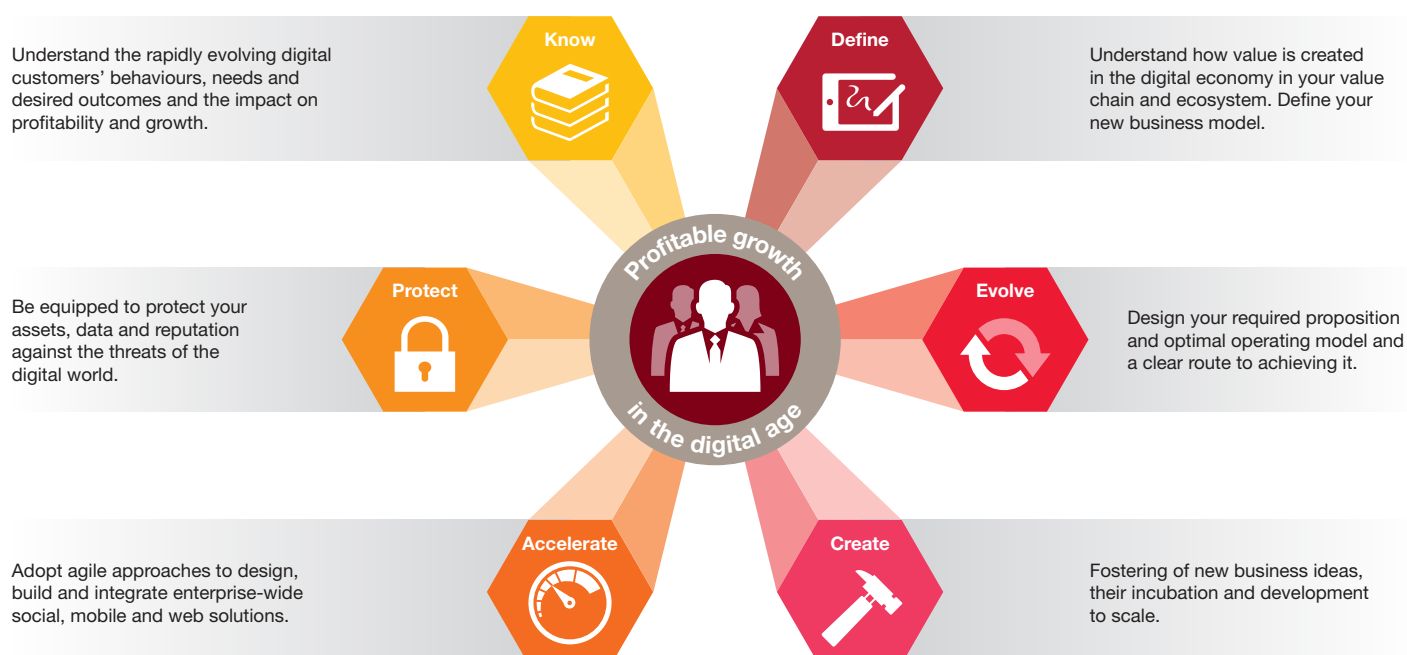 Know
Understand the rapidly evolving digital
customers’ behaviours, needs and
desired outcomes and the impact on
profitability and growth.
Define
Understand how value is created
in the digital economy in your value
chain and ecosystem. Define your
new business model.
Profitable growth
in the digital age
Protect
Be equipped to protect your
assets, data and reputation
against the threats of the
digital world.
Evolve
Design your required proposition
and optimal operating model and
a clear route to achieving it.
Accelerate
Adopt agile approaches to design,
build and integrate enterprise-wide
social, mobile and web solutions.
Create
Fostering of new business ideas,
their incubation and development
to scale.